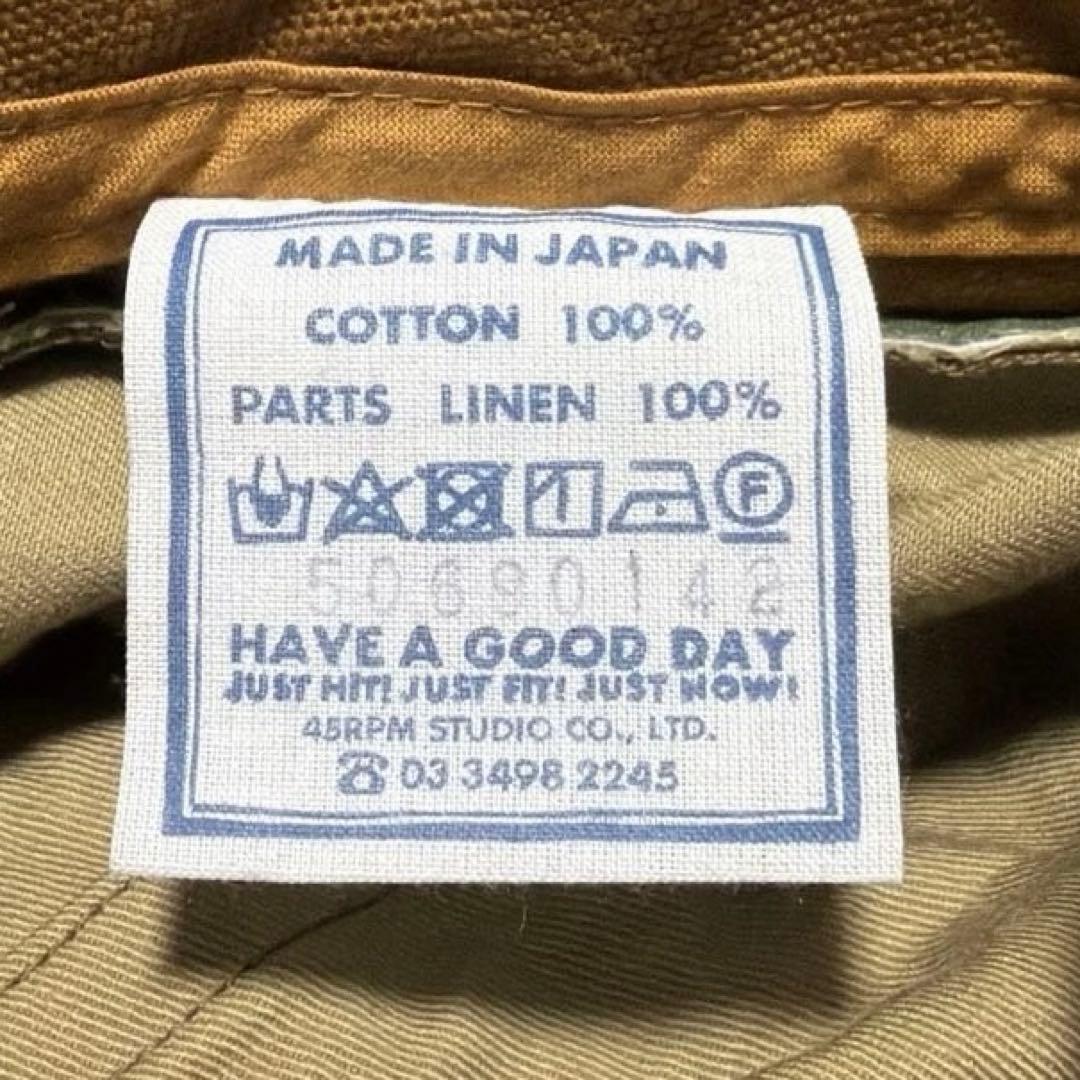 MADE IN JAPAN
COTTON 100%
PARTS LINEN 100%
F
50690142
HAVE A GOOD DAY
JUST HIT! JUST FIT! JUST NOW!
45RPM STUDIO CO., LTD.
☎ 03 3498 2245